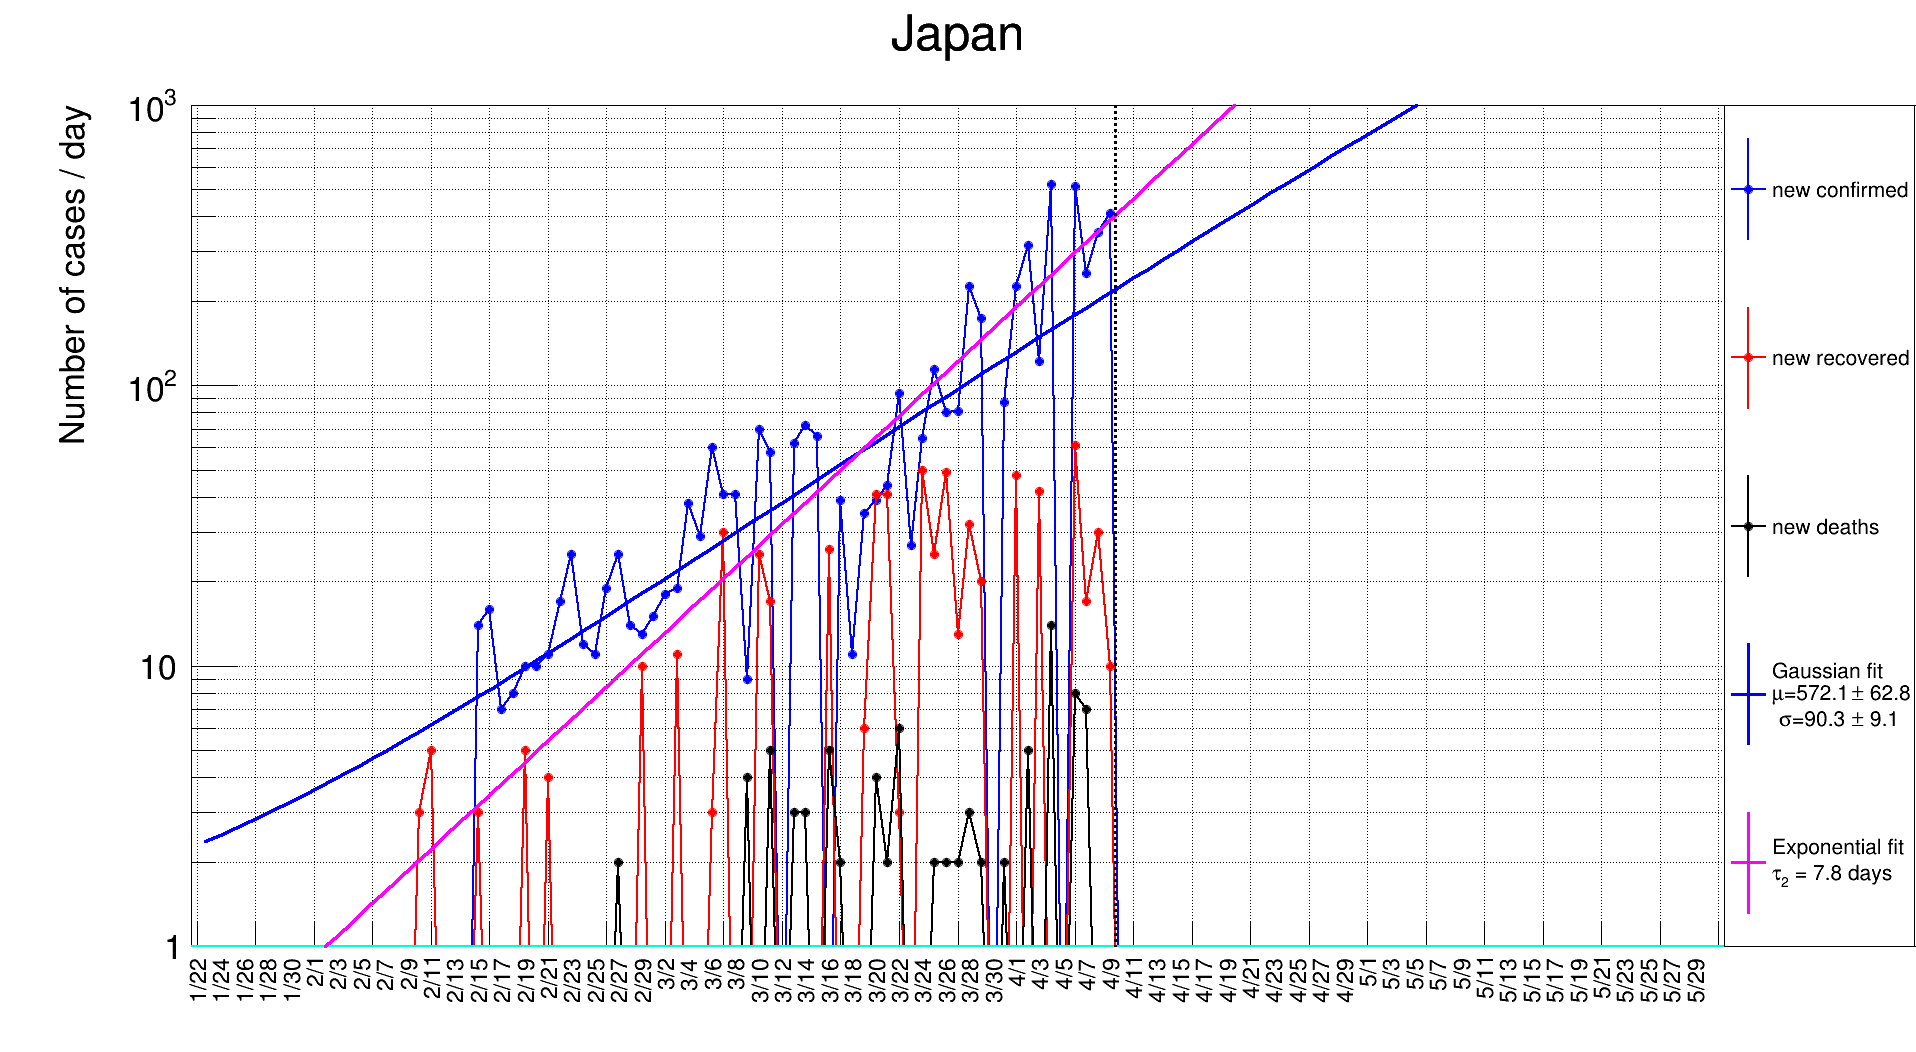 Japan
Number of cases / day
10³
10²
10
1
1/22 1/24 1/26 1/28 1/30 2/1 2/3 2/5 2/7 2/9 2/11 2/13 2/15 2/17 2/19 2/21 2/23 2/25 2/27 2/29 3/2 3/4 3/6 3/8 3/10 3/12 3/14 3/16 3/18 3/20 3/22 3/24 3/26 3/28 3/30 4/1 4/3 4/5 4/7 4/9 4/11 4/13 4/15 4/17 4/19 4/21 4/23 4/25 4/27 4/29 5/1 5/3 5/5 5/7 5/9 5/11 5/13 5/15 5/17 5/19 5/21 5/23 5/25 5/27 5/29
new confirmed
new recovered
new deaths
Gaussian fit
μ=572.1 ± 62.8
σ=90.3 ± 9.1
Exponential fit
τ₂ = 7.8 days